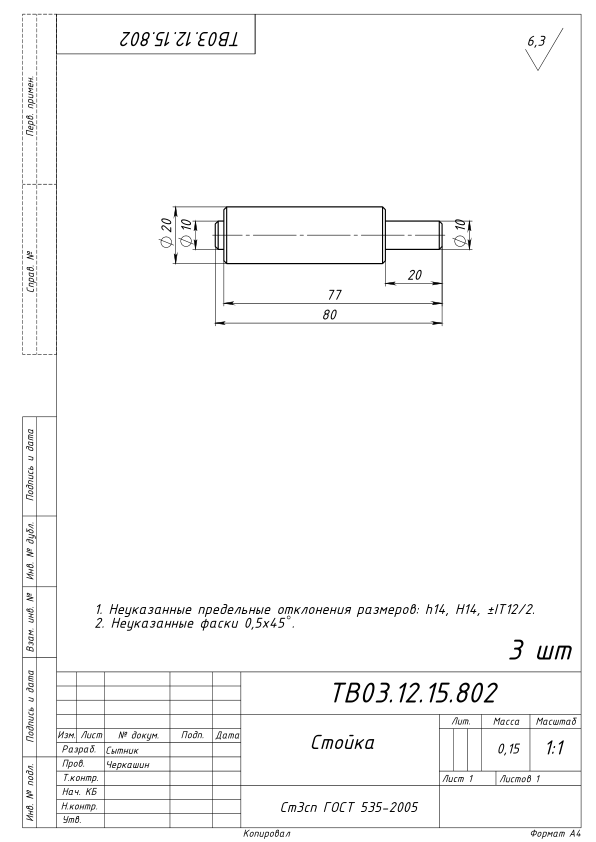 ТВ03.12.15.802
6,3
Перв. примен.
Справ. №
Подпись и дата
Инв. № дубл.
Взам. инв. №
Подпись и дата
Инв. № подл.
∅ 20
∅ 10
∅ 10
20
77
80
1. Неуказанные предельные отклонения размеров: h14, H14, ±IT12/2.
2. Неуказанные фаски 0,5х45°.
3 шт
ТВ03.12.15.802
Изм. Лист № докум. Подп. Дата
Разраб. Сытник
Пров. Черкашин
Т.контр.
Нач. КБ
Н.контр.
Утв.
Стойка
Лит. Масса Масштаб
0,15 1:1
Лист 1 Листов 1
Ст3сп ГОСТ 535-2005
Копировал Формат А4